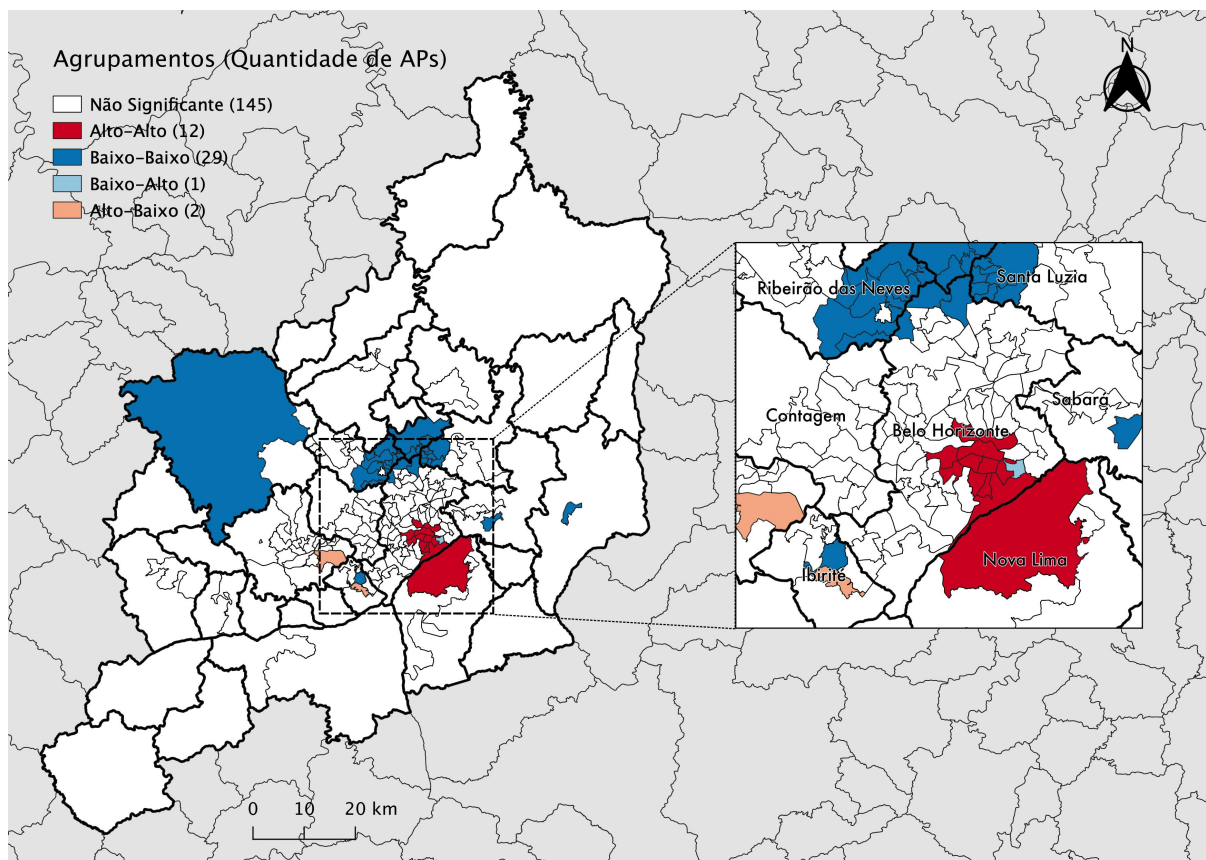 Agrupamentos (Quantidade de APs)
Não Significante (145)
Alto-Alto (12)
Baixo-Baixo (29)
Baixo-Alto (1)
Alto-Baixo (2)
N
Ribeirão das Neves
Santa Luzia
Sabará
Contagem
Belo Horizonte
Nova Lima
Ibirité
0 10 20 km